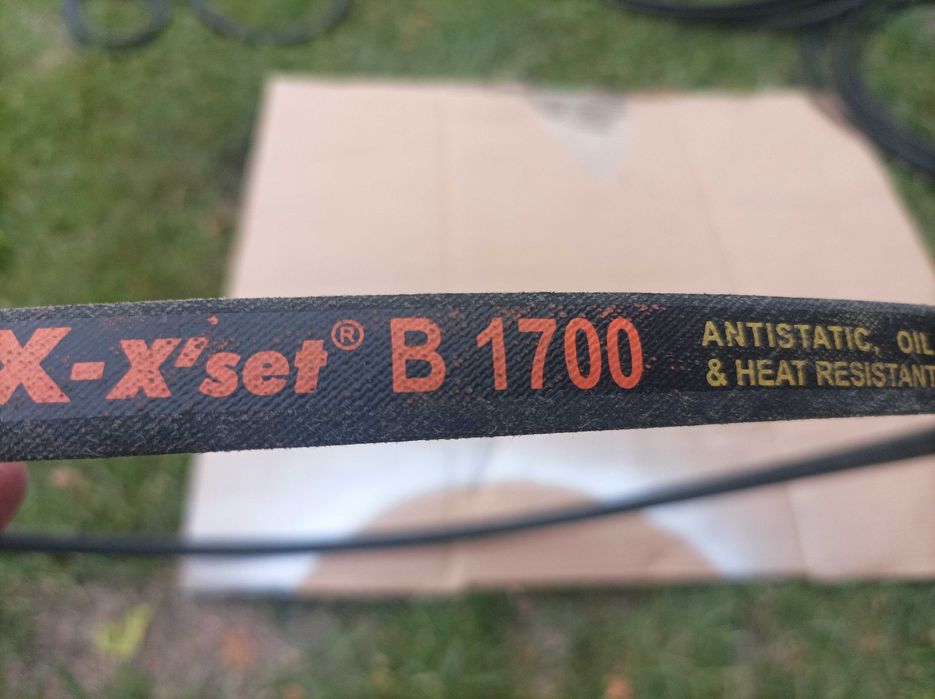 X-X'set® B 1700
ANTISTATIC, OIL
& HEAT RESISTANT